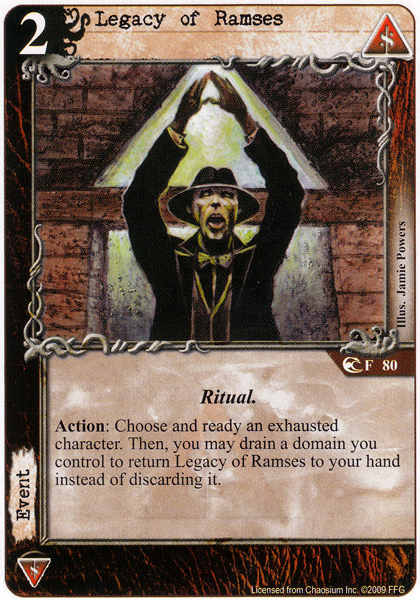 2
Legacy of Ramses
Illus. Jamie Powers
F 80
Ritual.
Action: Choose and ready an exhausted
character. Then, you may drain a domain you
control to return Legacy of Ramses to your hand
instead of discarding it.
Event
Licensed from Chaosium Inc. ©2009 FFG